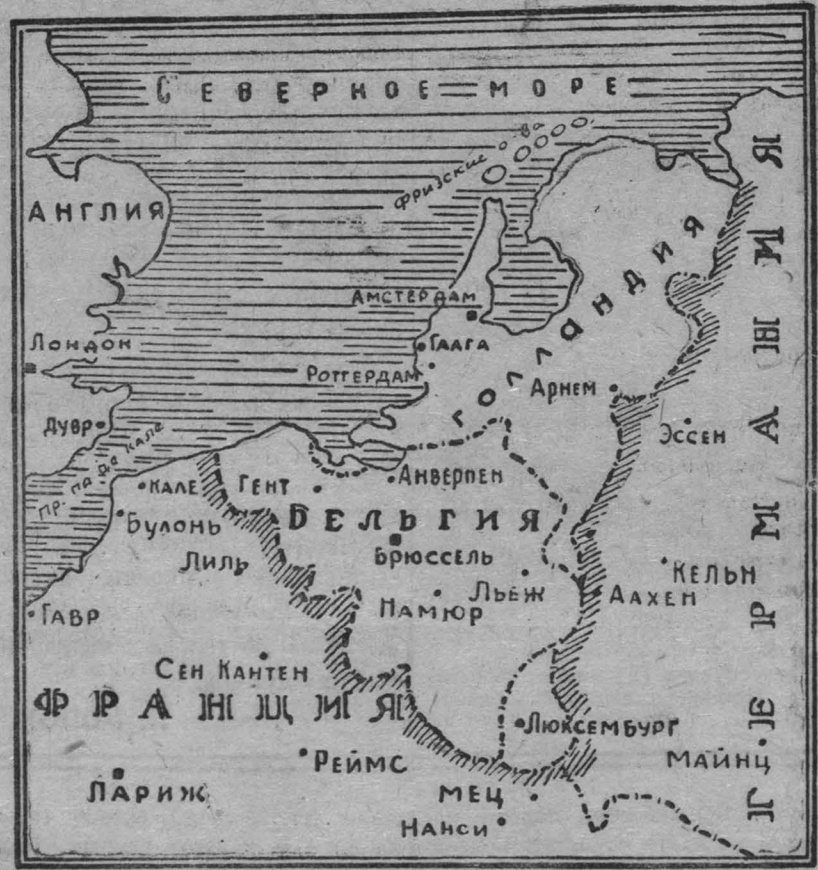 СЕВЕРНОЕ МОРЕ
Фризские о-ва
АНГЛИЯ
ГОЛЛАНДИЯ
АМСТЕРДАМ
ГААГА
Лондон
РОТТЕРДАМ
АРНЕМ
ДУВР
ЭССЕН
ПР. ПА ДЕ КАЛЕ
КАЛЕ
ГЕНТ
АНВЕРПЕН
БУЛОНЬ
БЕЛЬГИЯ
ЛИЛЬ
БРЮССЕЛЬ
КЕЛЬН
ЛЬЕЖ
ААХЕН
НАМЮР
ГАВР
СЕН КАНТЕН
ФРАНЦИЯ
ЛЮКСЕМБУРГ
РЕЙМС
МАЙНЦ
ПАРИЖ
МЕЦ
НАНСИ
ГЕРМАНИЯ